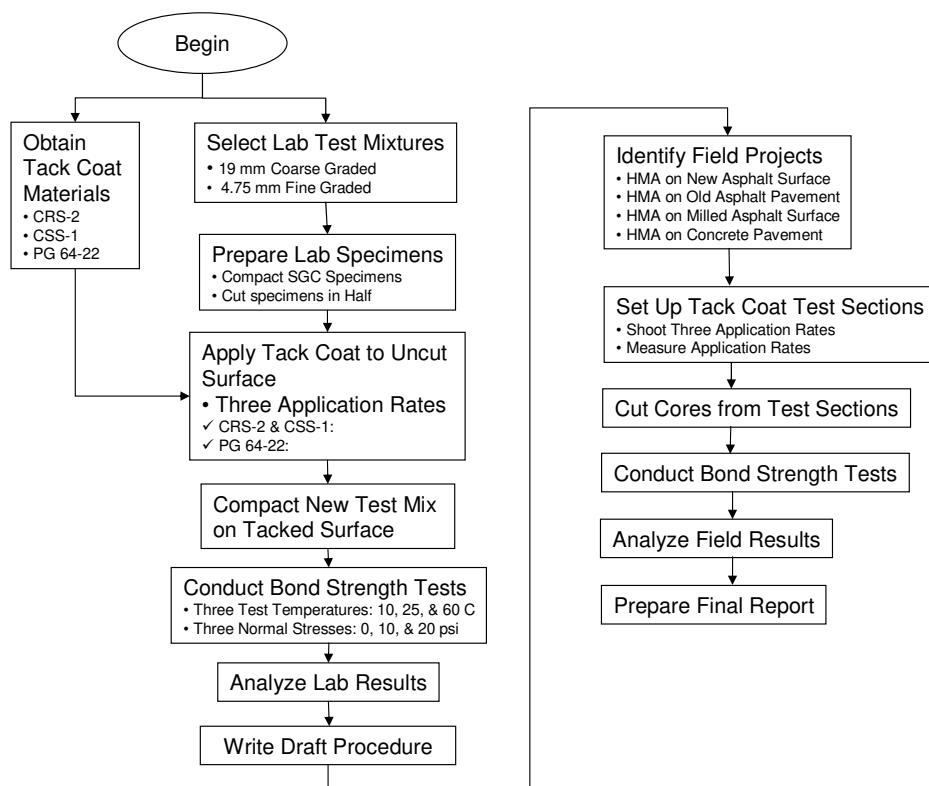 Begin
Obtain
Tack Coat
Materials
• CRS-2
• CSS-1
• PG 64-22
Select Lab Test Mixtures
• 19 mm Coarse Graded
• 4.75 mm Fine Graded
Prepare Lab Specimens
• Compact SGC Specimens
• Cut specimens in Half
Apply Tack Coat to Uncut
Surface
• Three Application Rates
✓ CRS-2 & CSS-1:
✓ PG 64-22:
Compact New Test Mix
on Tacked Surface
Conduct Bond Strength Tests
• Three Test Temperatures: 10, 25, & 60 C
• Three Normal Stresses: 0, 10, & 20 psi
Analyze Lab Results
Write Draft Procedure
Identify Field Projects
• HMA on New Asphalt Surface
• HMA on Old Asphalt Pavement
• HMA on Milled Asphalt Surface
• HMA on Concrete Pavement
Set Up Tack Coat Test Sections
• Shoot Three Application Rates
• Measure Application Rates
Cut Cores from Test Sections
Conduct Bond Strength Tests
Analyze Field Results
Prepare Final Report